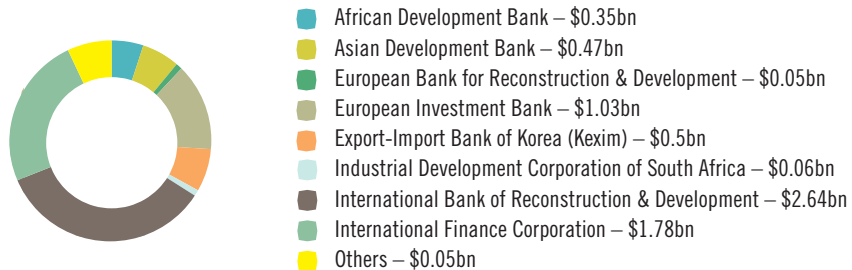 African Development Bank – $0.35bn
Asian Development Bank – $0.47bn
European Bank for Reconstruction & Development – $0.05bn
European Investment Bank – $1.03bn
Export-Import Bank of Korea (Kexim) – $0.5bn
Industrial Development Corporation of South Africa – $0.06bn
International Bank of Reconstruction & Development – $2.64bn
International Finance Corporation – $1.78bn
Others – $0.05bn